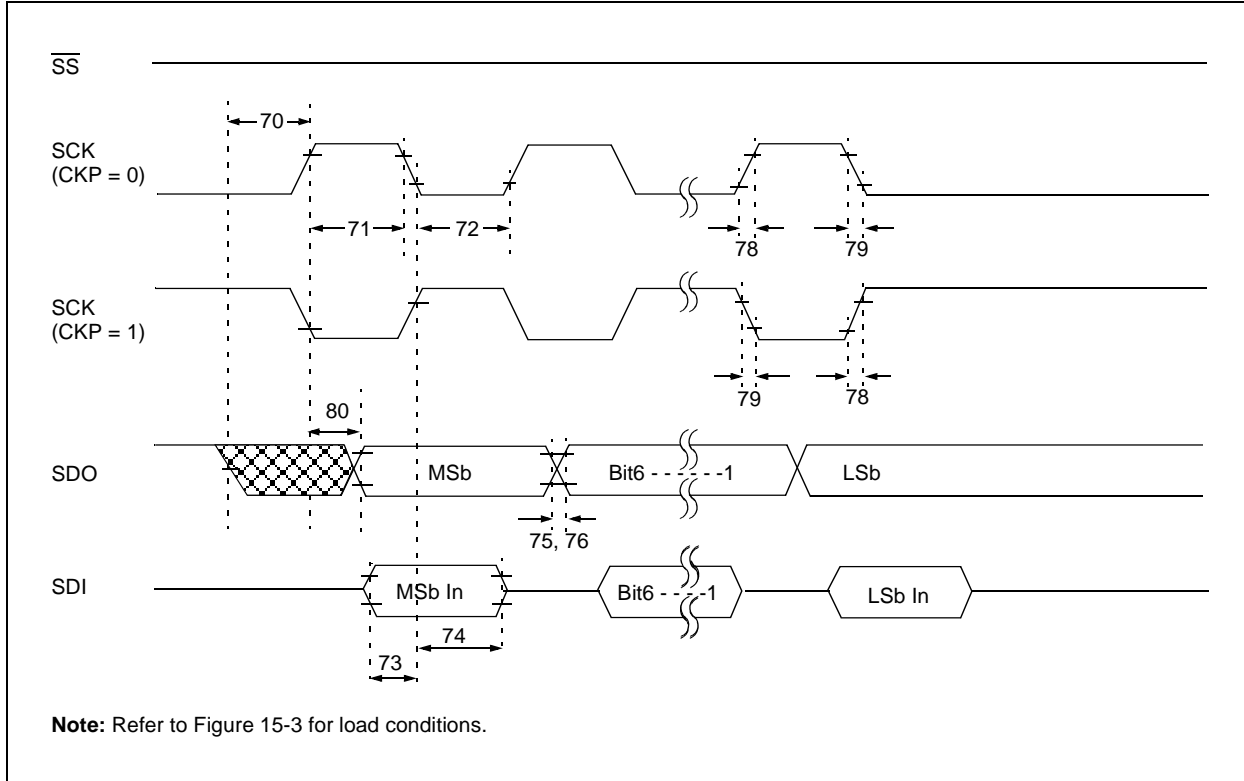 SS
70
SCK
(CKP = 0)
71
72
78
79
SCK
(CKP = 1)
79
78
80
SDO
MSb
Bit6 - - - - - -1
LSb
75, 76
SDI
MSb In
Bit6 - - - -1
LSb In
74
73
Note: Refer to Figure 15-3 for load conditions.